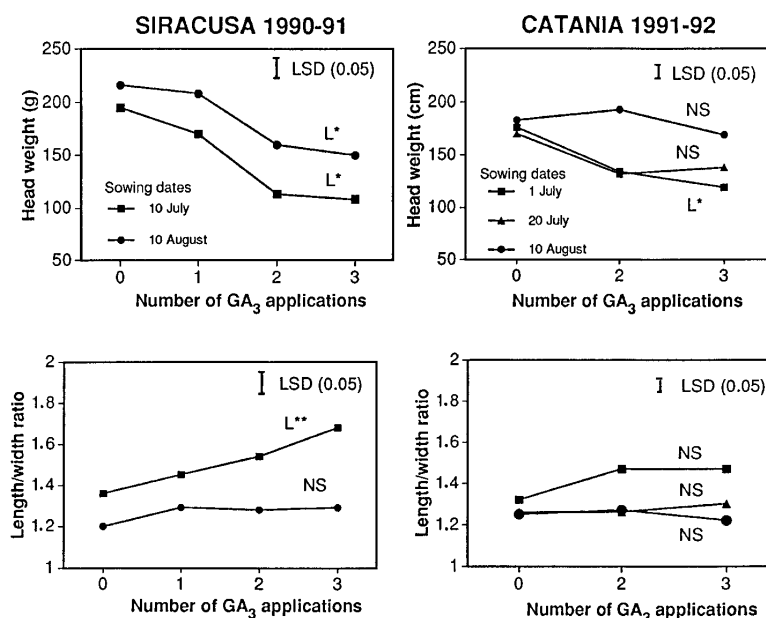 SIRACUSA 1990-91
250
200
150
100
50
Head weight (g)
LSD (0.05)
L*
L*
Sowing dates
10 July
10 August
0 1 2 3
Number of GA3 applications
CATANIA 1991-92
250
200
150
100
50
Head weight (cm)
LSD (0.05)
NS
NS
L*
Sowing dates
1 July
20 July
10 August
0 2 3
Number of GA3 applications
2
1.8
1.6
1.4
1.2
1
Length/width ratio
LSD (0.05)
L**
NS
0 1 2 3
Number of GA3 applications
2
1.8
1.6
1.4
1.2
1
Length/width ratio
LSD (0.05)
NS
NS
NS
0 2 3
Number of GA3 applications